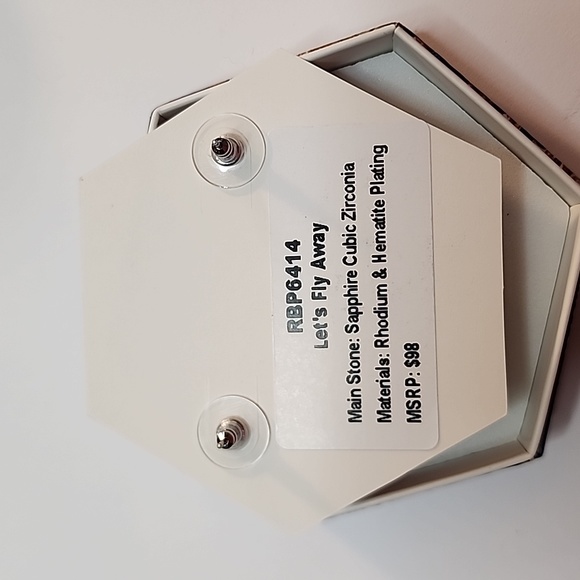 RBP6414
Let's Fly Away
Main Stone: Sapphire Cubic Zirconia
Materials: Rhodium & Hematite Plating
MSRP: $98